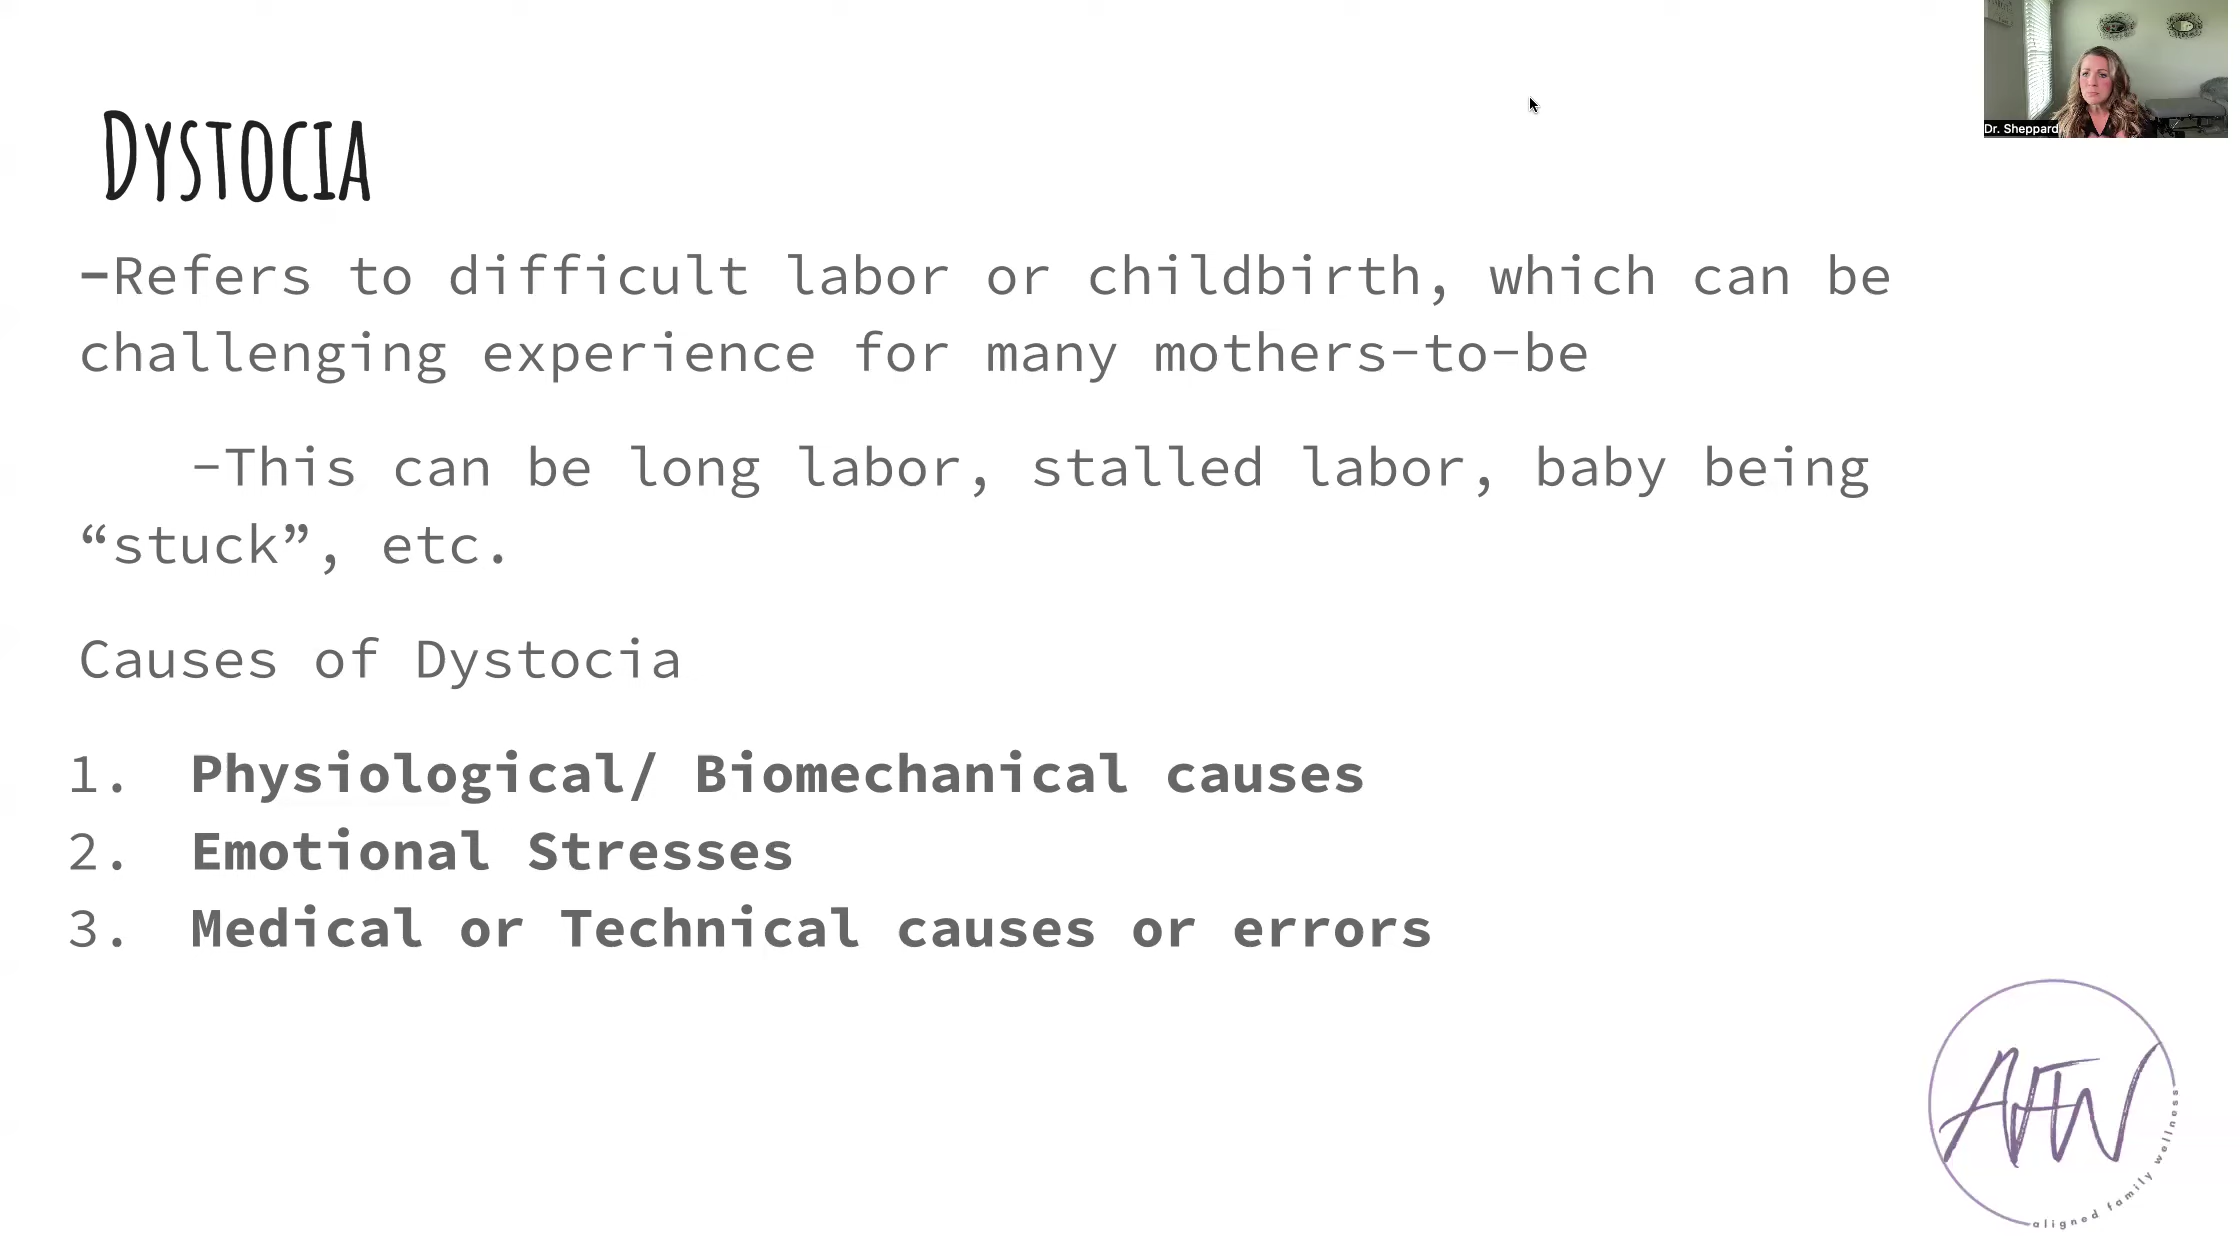 Dr. Sheppard
DYSTOCIA
-Refers to difficult labor or childbirth, which can be
challenging experience for many mothers-to-be
-This can be long labor, stalled labor, baby being
“stuck”, etc.
Causes of Dystocia
1. Physiological/ Biomechanical causes
2. Emotional Stresses
3. Medical or Technical causes or errors
AFW
aligned family wellness